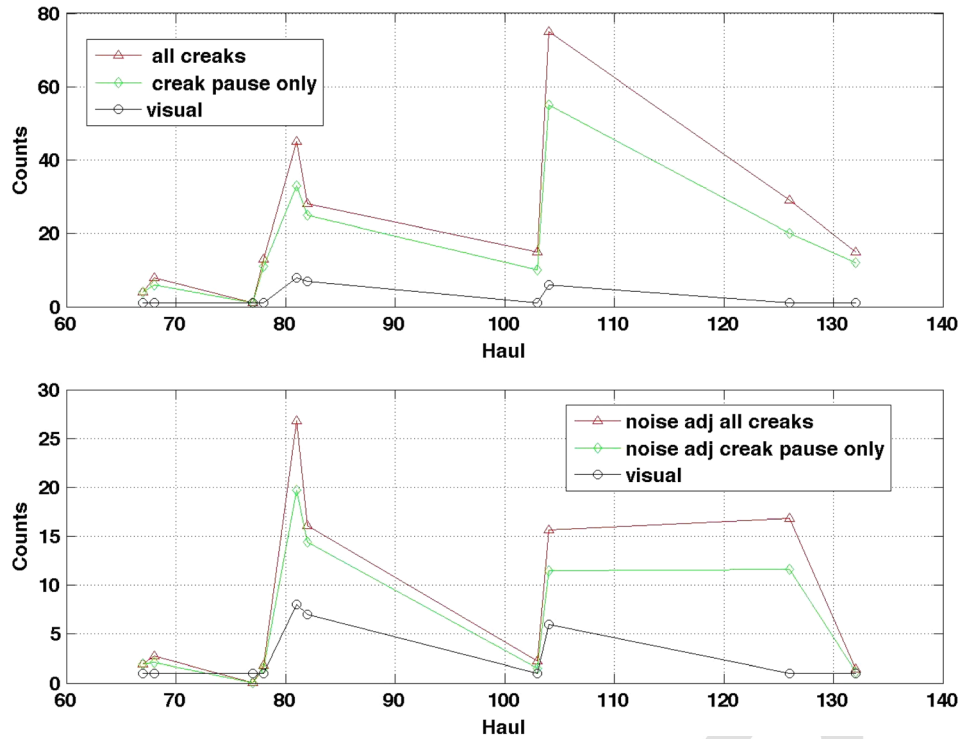 80
60
40
20
0
Counts
all creaks
creak pause only
visual
60 70 80 90 100 110 120 130 140
Haul
30
25
20
15
10
5
0
Counts
noise adj all creaks
noise adj creak pause only
visual
60 70 80 90 100 110 120 130 140
Haul